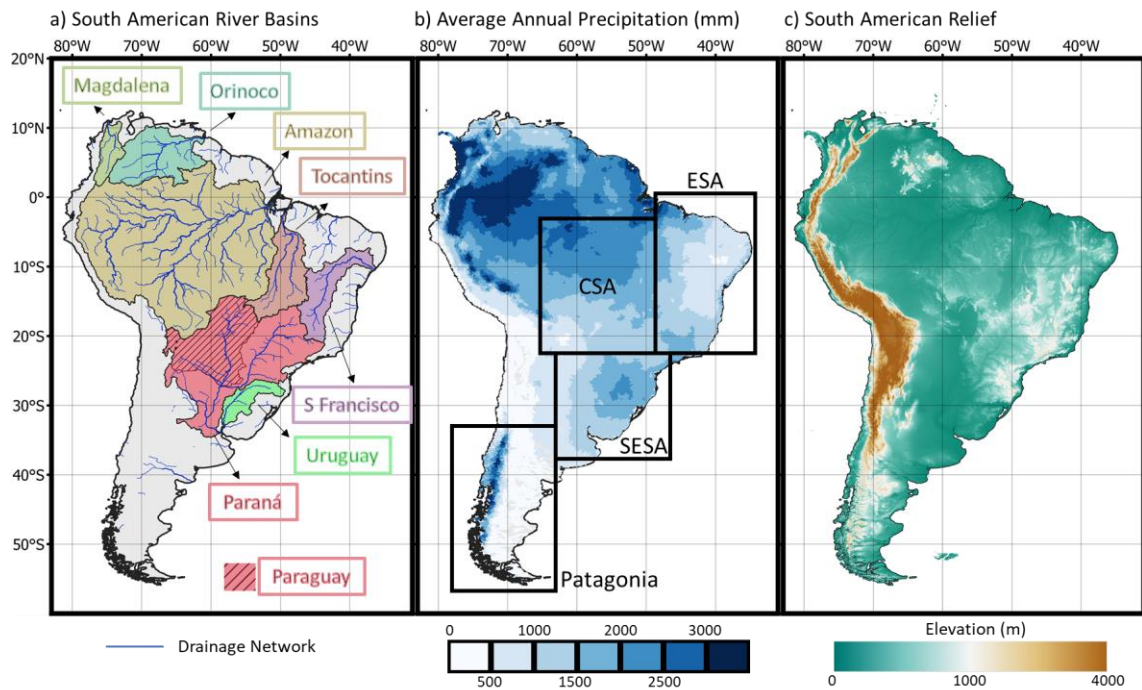 a) South American River Basins
80°W 70°W 60°W 50°W 40°W
20°N
10°N
0°
10°S
20°S
30°S
40°S
50°S
Magdalena
Orinoco
Amazon
Tocantins
S Francisco
Uruguay
Paraná
Paraguay
Drainage Network
b) Average Annual Precipitation (mm)
80°W 70°W 60°W 50°W 40°W
ESA
CSA
SESA
Patagonia
0 1000 2000 3000
500 1500 2500
c) South American Relief
80°W 70°W 60°W 50°W 40°W
Elevation (m)
0 1000 4000